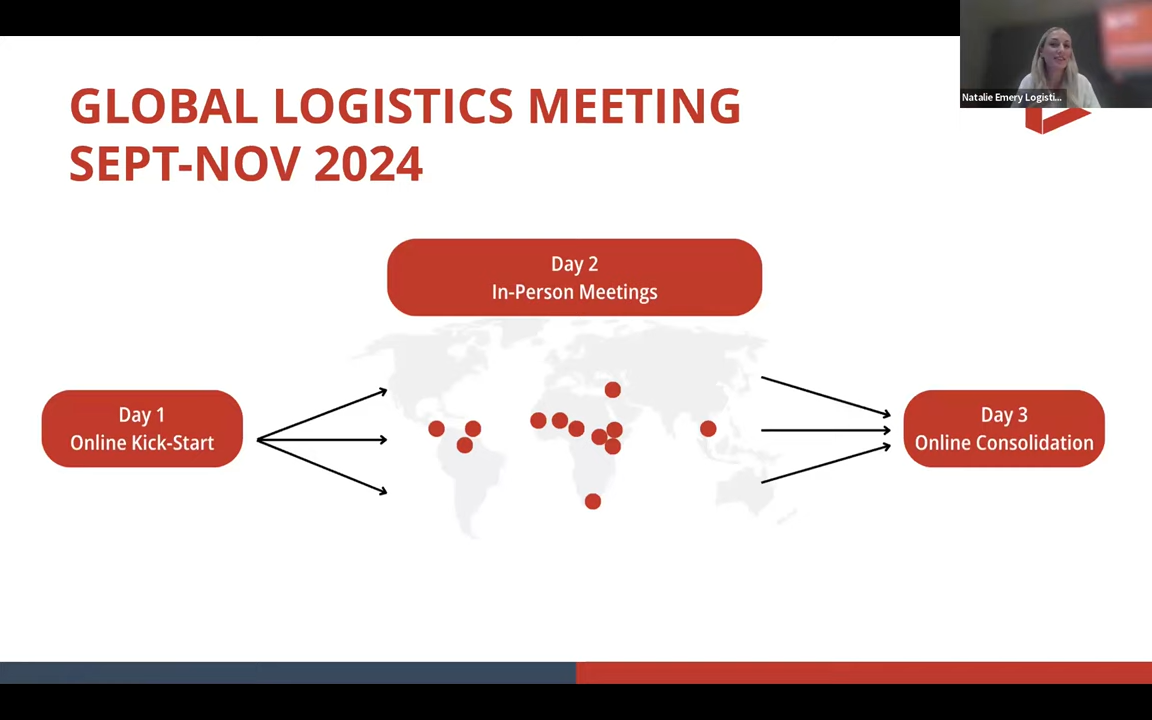 GLOBAL LOGISTICS MEETING
SEPT-NOV 2024
Natalie Emery Logisti...
Day 2
In-Person Meetings
Day 1
Online Kick-Start
Day 3
Online Consolidation